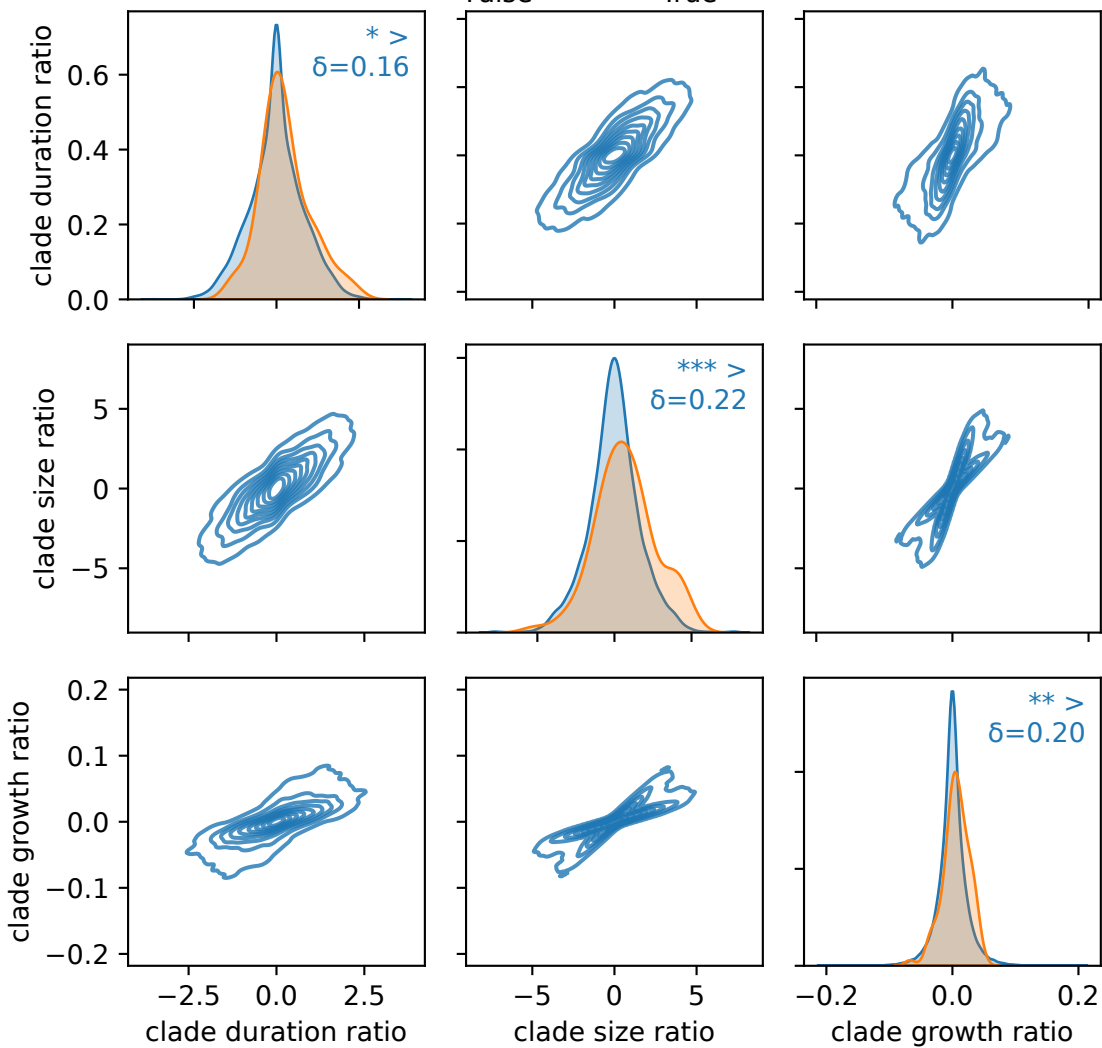 clade duration ratio
0.6
0.4
0.2
0.0
* >
δ=0.16
clade size ratio
5
0
−5
*** >
δ=0.22
clade growth ratio
0.2
0.1
0.0
−0.1
−0.2
** >
δ=0.20
−2.5 0.0 2.5
−5 0 5
−0.2 0.0 0.2
clade duration ratio
clade size ratio
clade growth ratio